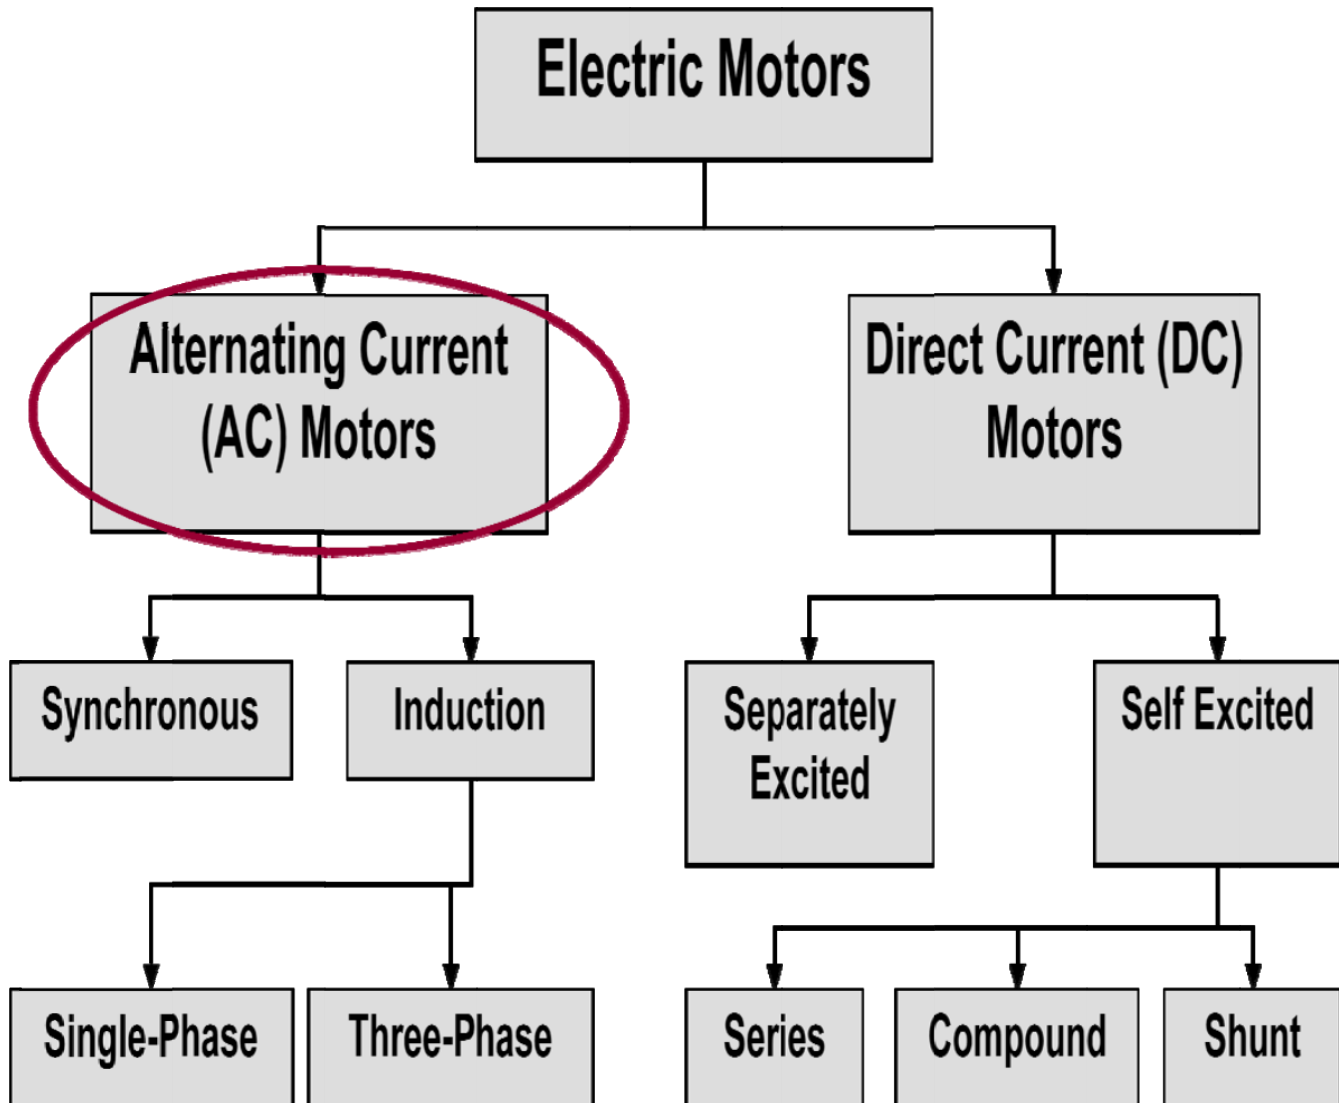 Electric Motors
Alternating Current
(AC) Motors
Direct Current (DC)
Motors
Synchronous
Induction
Separately
Excited
Self Excited
Single-Phase
Three-Phase
Series
Compound
Shunt